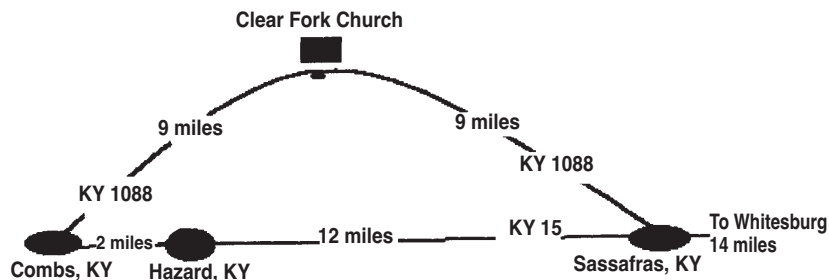 Clear Fork Church
9 miles
9 miles
KY 1088
KY 1088
2 miles
12 miles
KY 15
To Whitesburg
14 miles
Combs, KY
Hazard, KY
Sassafras, KY